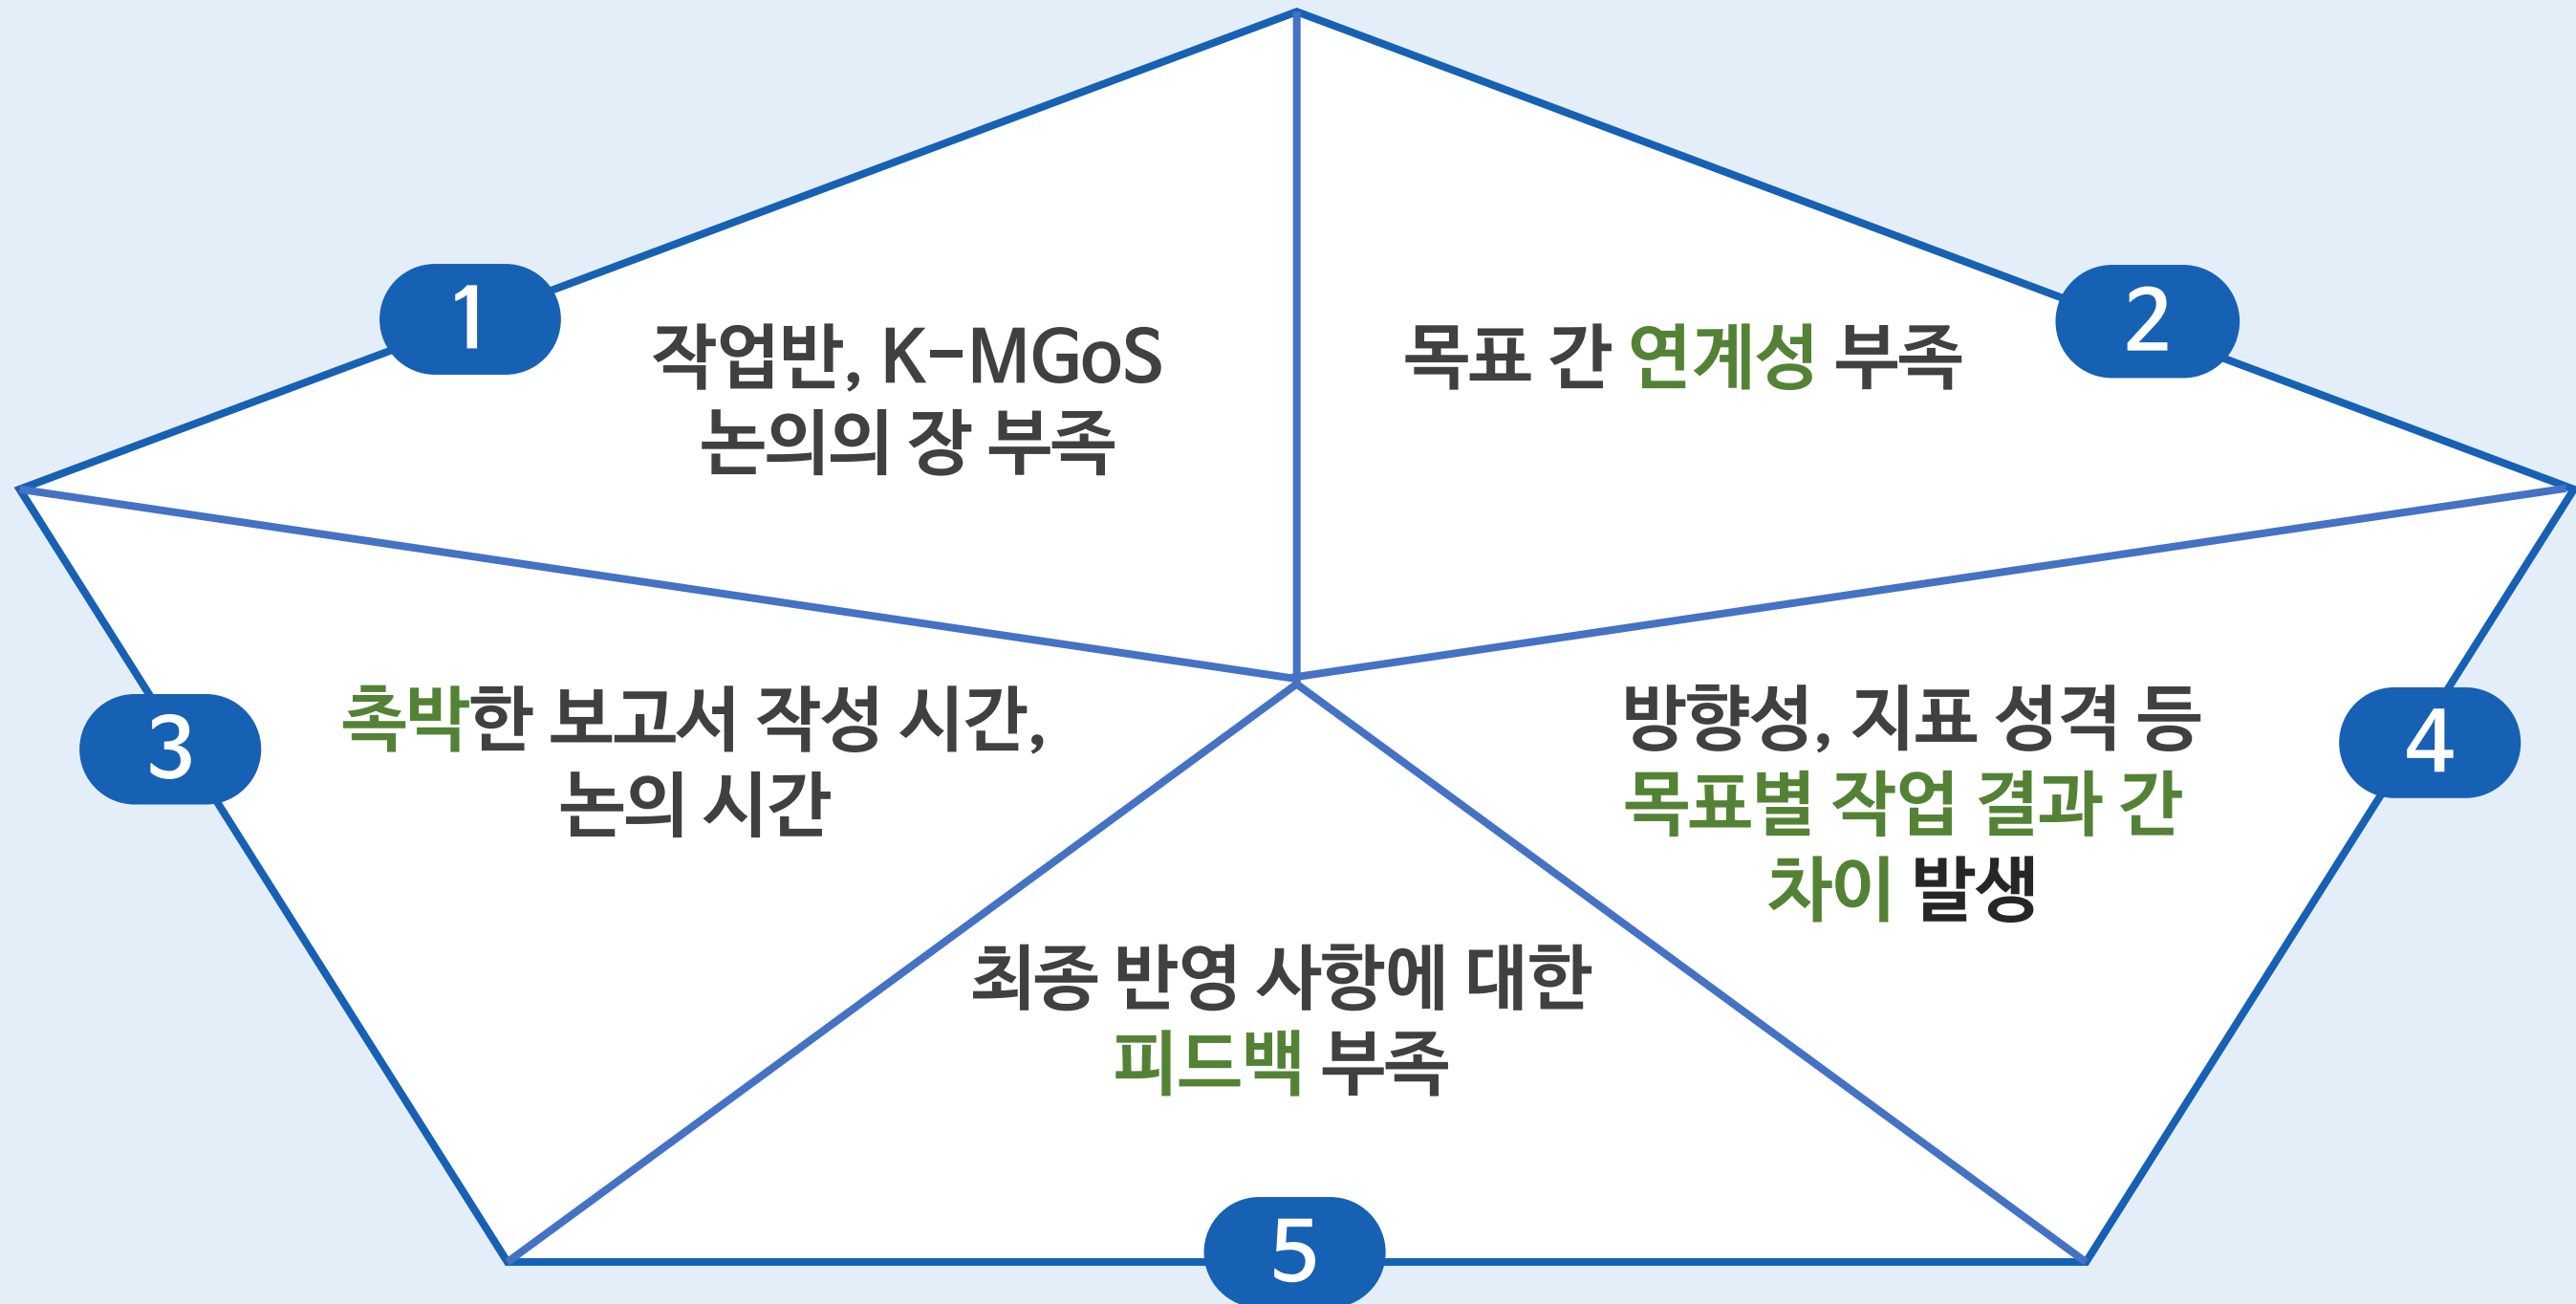 1
작업반, K-MGoS
논의의 장 부족
2
목표 간 연계성 부족
3
촉박한 보고서 작성 시간,
논의 시간
4
방향성, 지표 성격 등
목표별 작업 결과 간
차이 발생
최종 반영 사항에 대한
피드백 부족
5